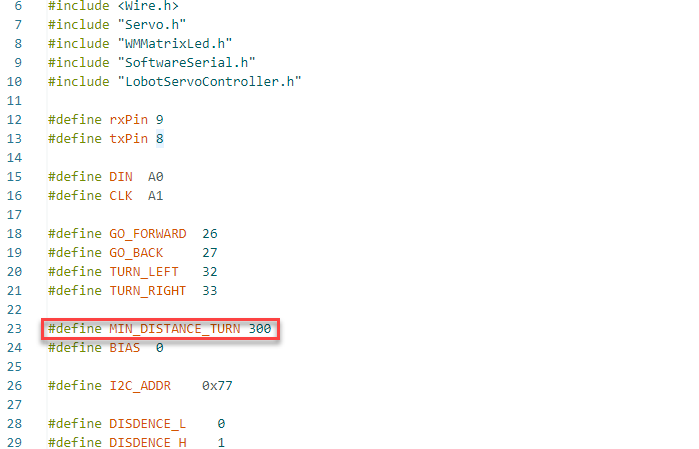 6 #include <Wire.h>
7 #include "Servo.h"
8 #include "WMMatrixLed.h"
9 #include "SoftwareSerial.h"
10 #include "LobotServoController.h"
11
12 #define rxPin 9
13 #define txPin 8
14
15 #define DIN  A0
16 #define CLK  A1
17
18 #define GO_FORWARD  26
19 #define GO_BACK     27
20 #define TURN_LEFT   32
21 #define TURN_RIGHT  33
22
23 #define MIN_DISTANCE_TURN 300
24 #define BIAS  0
25
26 #define I2C_ADDR    0x77
27
28 #define DISDENCE_L    0
29 #define DISDENCE_H    1